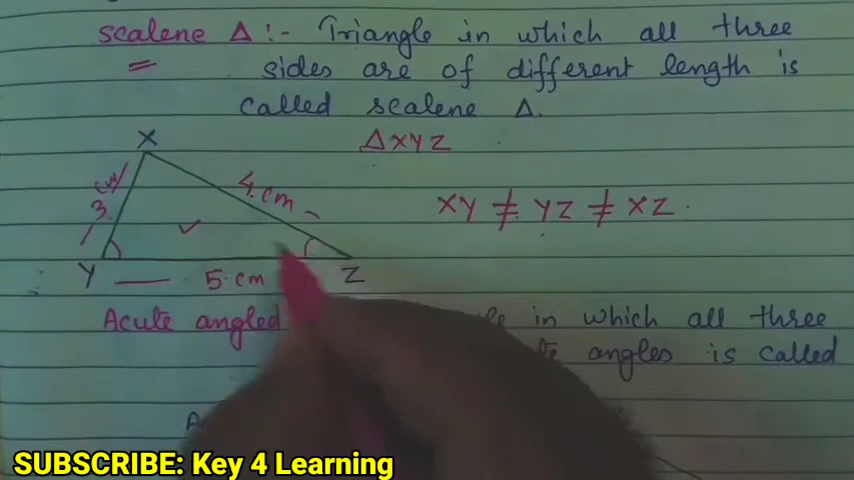 scalene Δ :- Triangle in which all three
sides are of different length is
called scalene Δ.
X
ΔXYZ
3 cm
4 cm
XY ≠ YZ ≠ XZ
Y
5 cm
Z
Acute angled in which all three
angles is called
SUBSCRIBE: Key 4 Learning